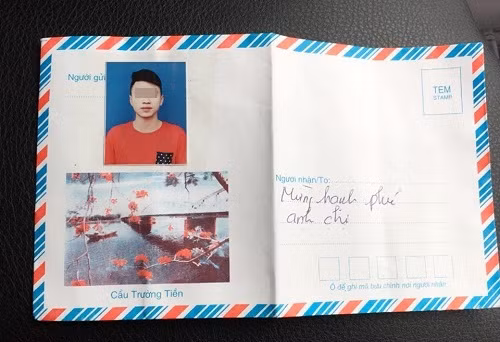 Người gửi
TEM
STAMP
Người nhận/To:
Mừng hạnh phúc
anh chị
Ô để ghi mã bưu chính nơi người nhận
Cầu Trường Tiền